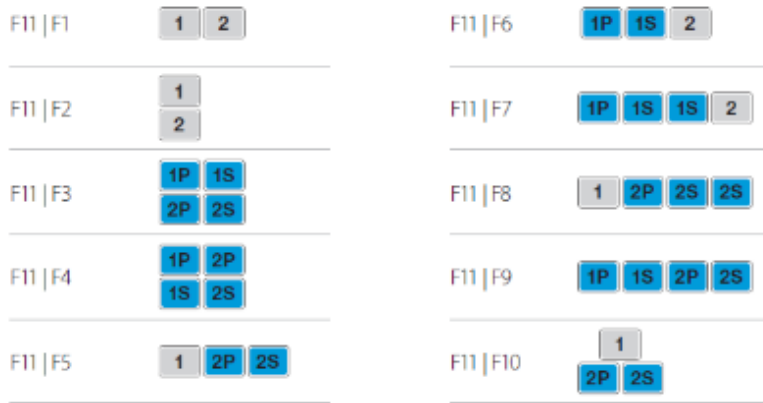 F11 | F1 1 2
F11 | F2 1
2
F11 | F3 1P 1S
2P 2S
F11 | F4 1P 2P
1S 2S
F11 | F5 1 2P 2S
F11 | F6 1P 1S 2
F11 | F7 1P 1S 1S 2
F11 | F8 1 2P 2S 2S
F11 | F9 1P 1S 2P 2S
F11 | F10 1
2P 2S